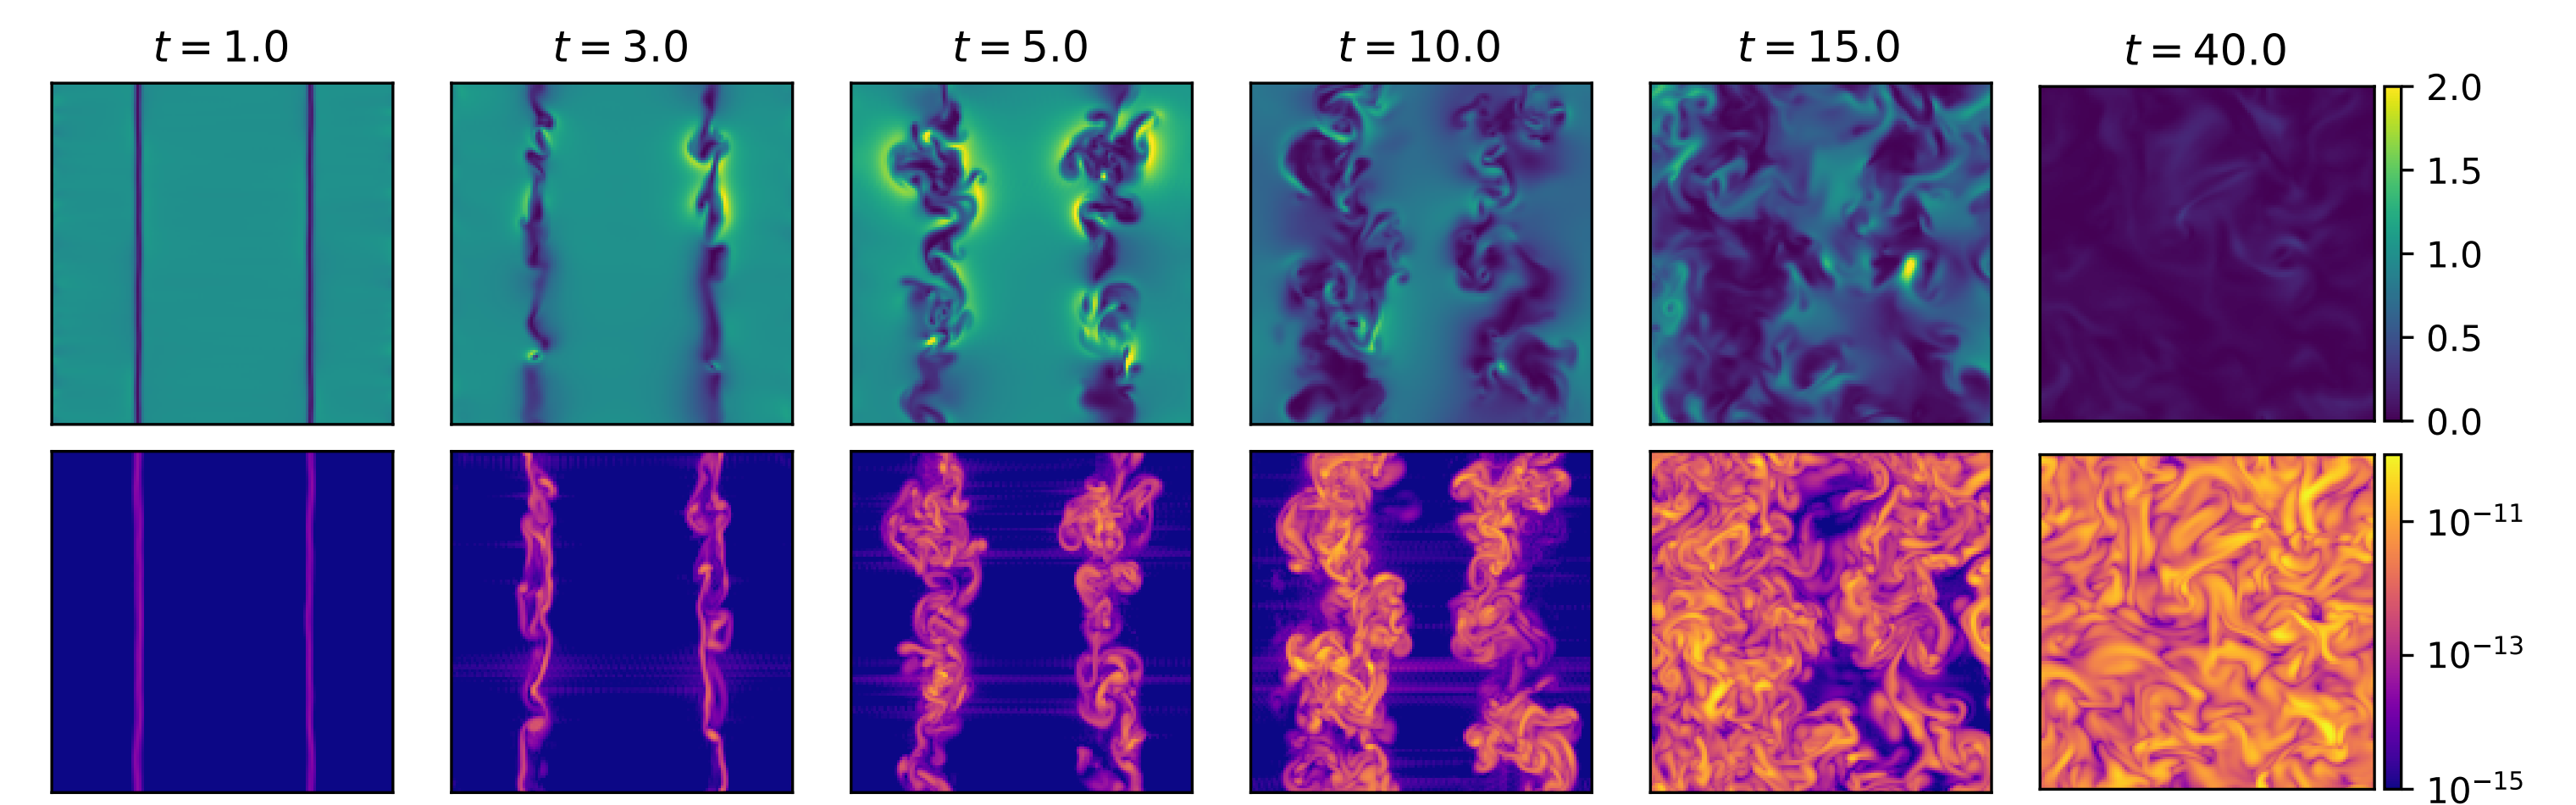 t = 1.0
t = 3.0
t = 5.0
t = 10.0
t = 15.0
t = 40.0
2.0
1.5
1.0
0.5
0.0
10⁻¹¹
10⁻¹³
10⁻¹⁵